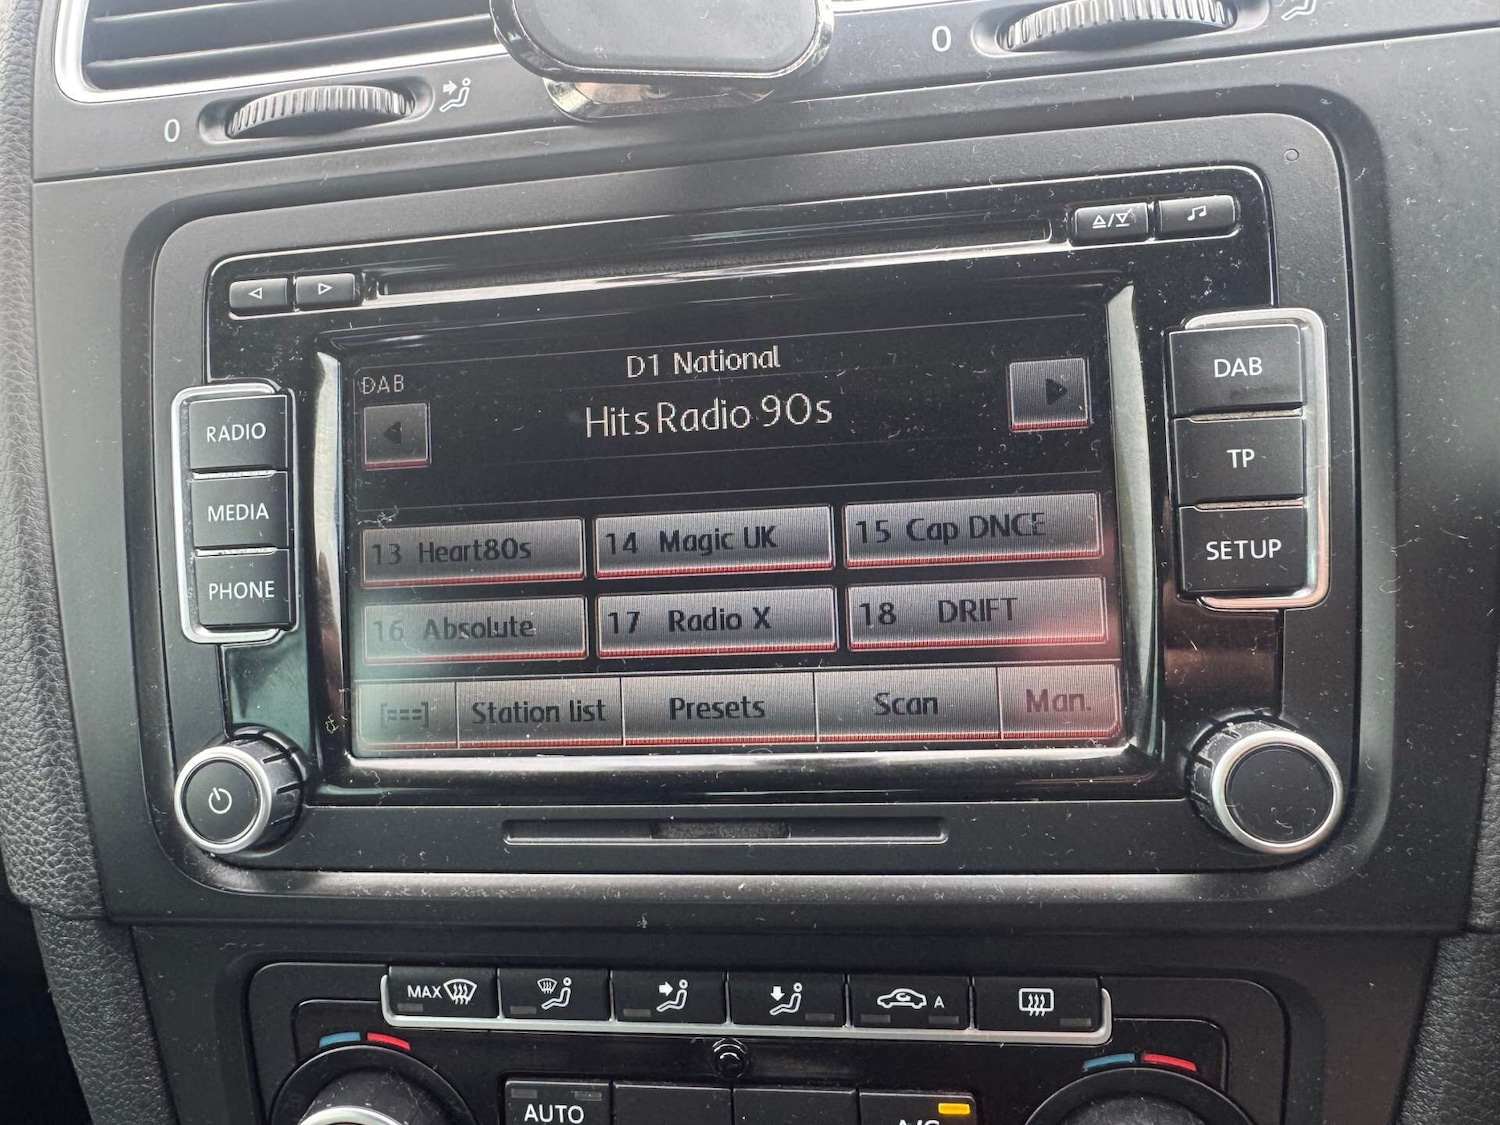 0
0
DAB
D1 National
Hits Radio 90s
RADIO
MEDIA
PHONE
DAB
TP
SETUP
13 Heart80s
14 Magic UK
15 Cap DNCE
16 Absolute
17 Radio X
18 DRIFT
[===]
Station list
Presets
Scan
Man.
MAX
A
AUTO